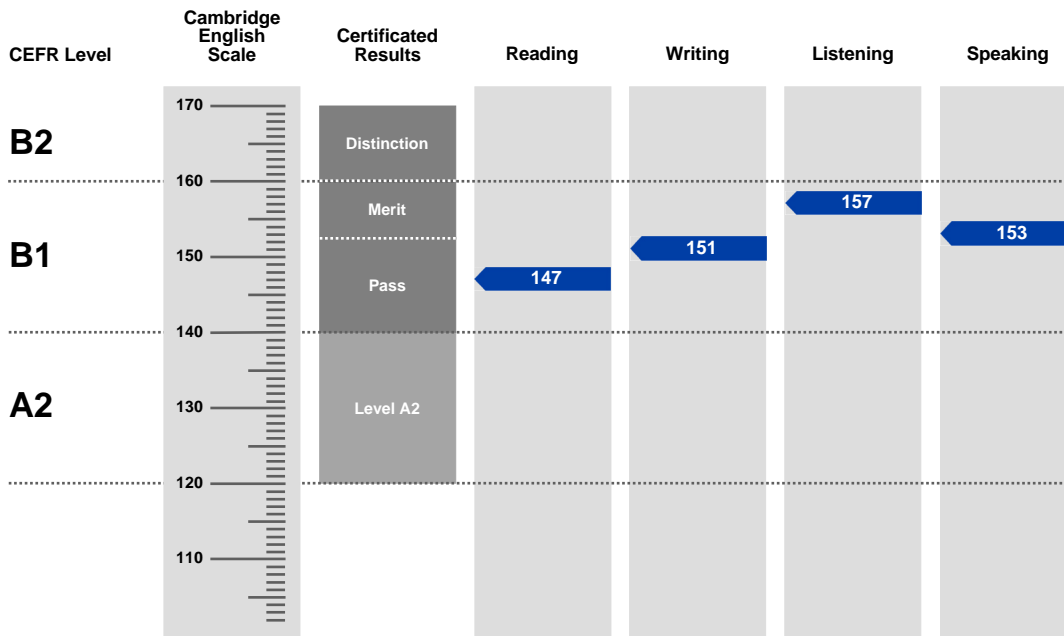 CEFR Level
Cambridge
English
Scale
Certificated
Results
Reading
Writing
Listening
Speaking
170
B2
Distinction
160
Merit
157
153
B1
150
151
Pass
147
140
A2
130
Level A2
120
110